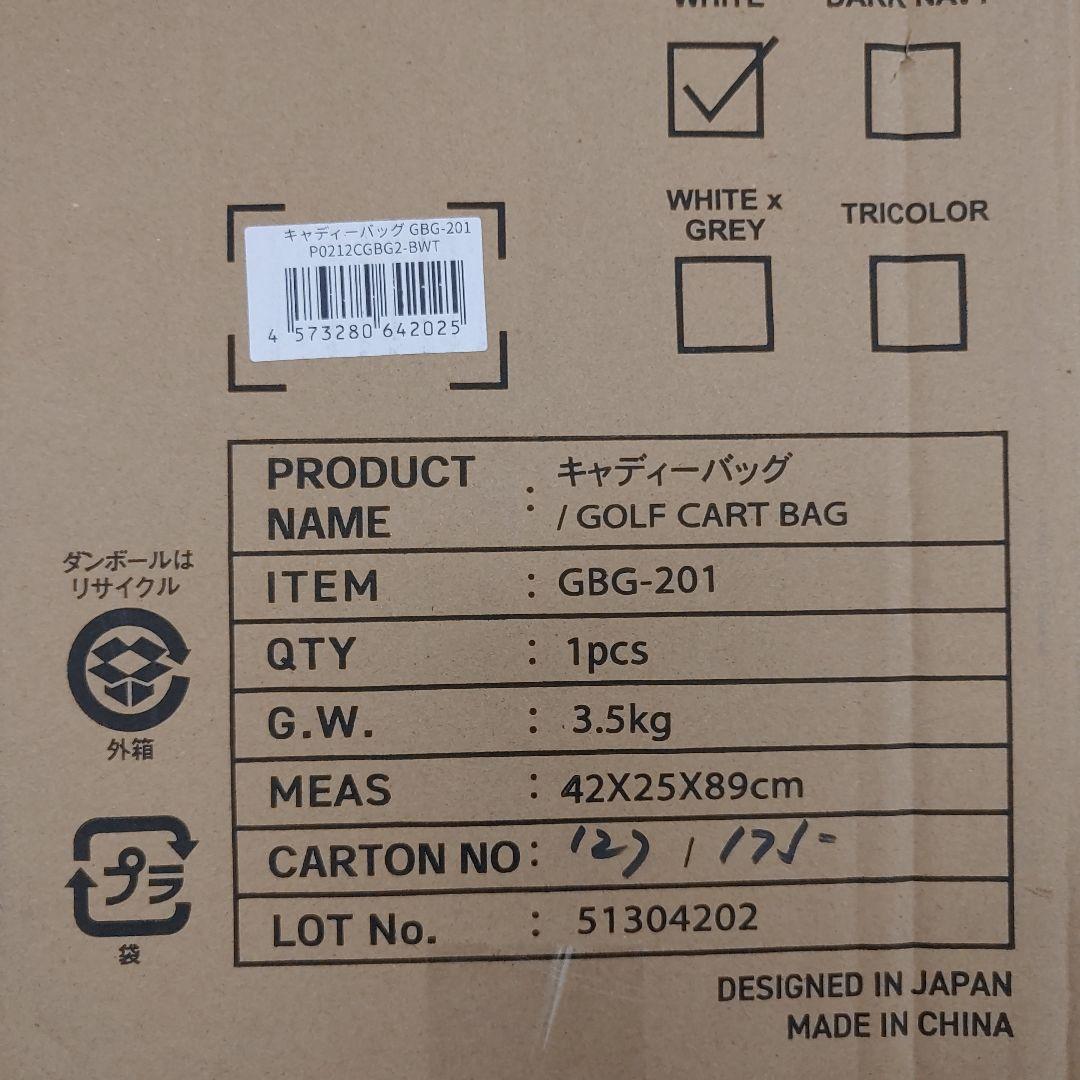 WHITE
DARK NAVY
WHITE x
GREY
TRICOLOR
キャディーバッグ GBG-201
P0212CGBG2-BWT
4 573280 642025
PRODUCT NAME : キャディーバッグ
/ GOLF CART BAG
ITEM : GBG-201
QTY : 1pcs
G.W. : 3.5kg
MEAS : 42X25X89cm
CARTON NO : /
LOT No. : 51304202
ダンボールは
リサイクル
外箱
プラ
袋
DESIGNED IN JAPAN
MADE IN CHINA